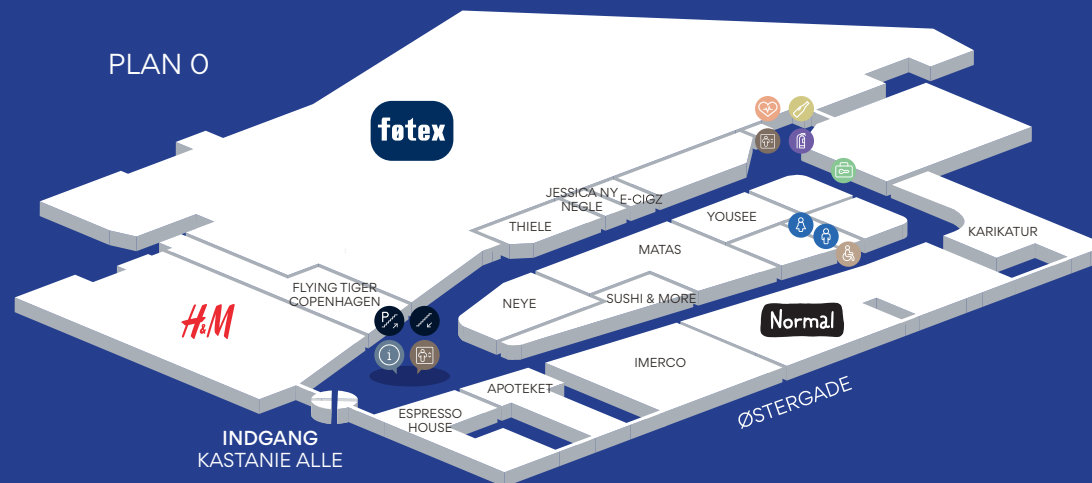 PLAN 0
føtex
JESSICA NY
NEGLE
E-CIGZ
THIELE
YOUSEE
MATAS
KARIKATUR
FLYING TIGER
COPENHAGEN
H&M
NEYE
SUSHI & MORE
P
i
Normal
IMERCO
APOTEKET
ESPRESSO
HOUSE
ØSTERGADE
INDGANG
KASTANIE ALLE